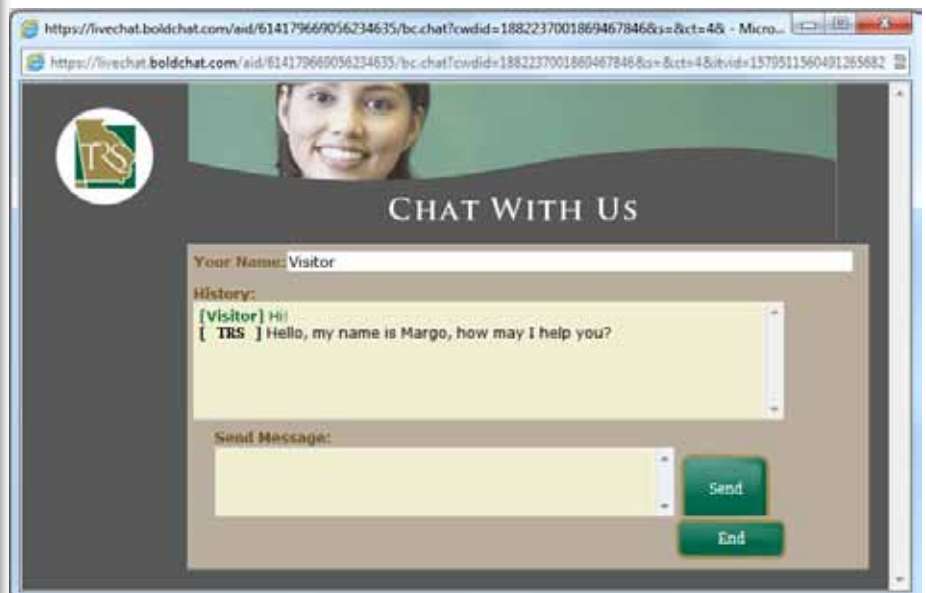 https://livechat.boldchat.com/aid/614179669056234635/bc.chat?cwdid=1882237001869467846&s=&ct=4& - Micro...
https://livechat.boldchat.com/aid/614179669056234635/bc.chat?cwdid=1882237001869467846&s=&ct=4&itvid=1579511560491265682
TRS
CHAT WITH US
Your Name: Visitor
History:
[Visitor] Hi!
[ TRS ] Hello, my name is Margo, how may I help you?
Send Message:
Send
End